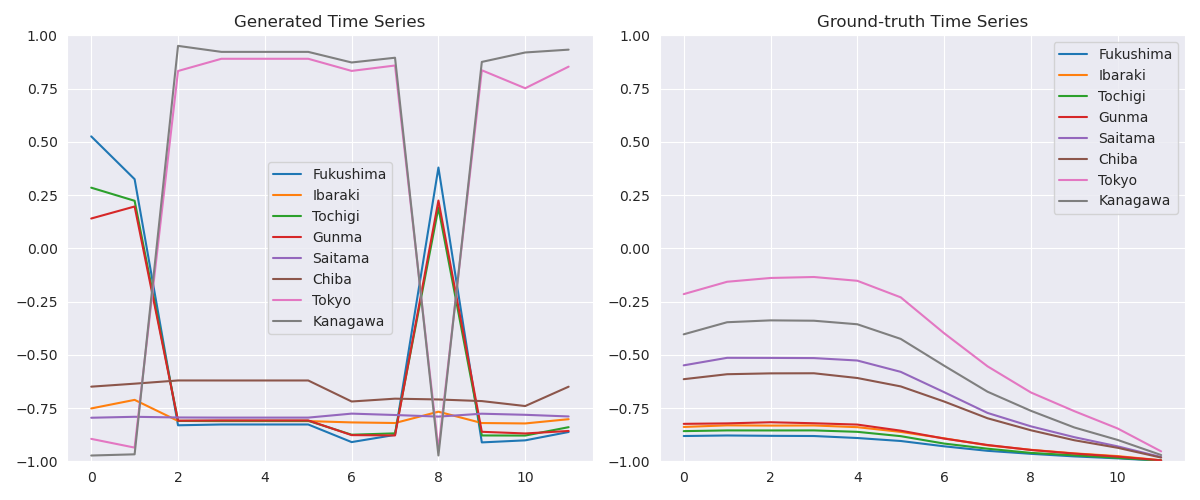 Generated Time Series
1.00
0.75
0.50
0.25
0.00
−0.25
−0.50
−0.75
−1.00
0 2 4 6 8 10
Fukushima
Ibaraki
Tochigi
Gunma
Saitama
Chiba
Tokyo
Kanagawa
Ground-truth Time Series
1.00
0.75
0.50
0.25
0.00
−0.25
−0.50
−0.75
−1.00
0 2 4 6 8 10
Fukushima
Ibaraki
Tochigi
Gunma
Saitama
Chiba
Tokyo
Kanagawa